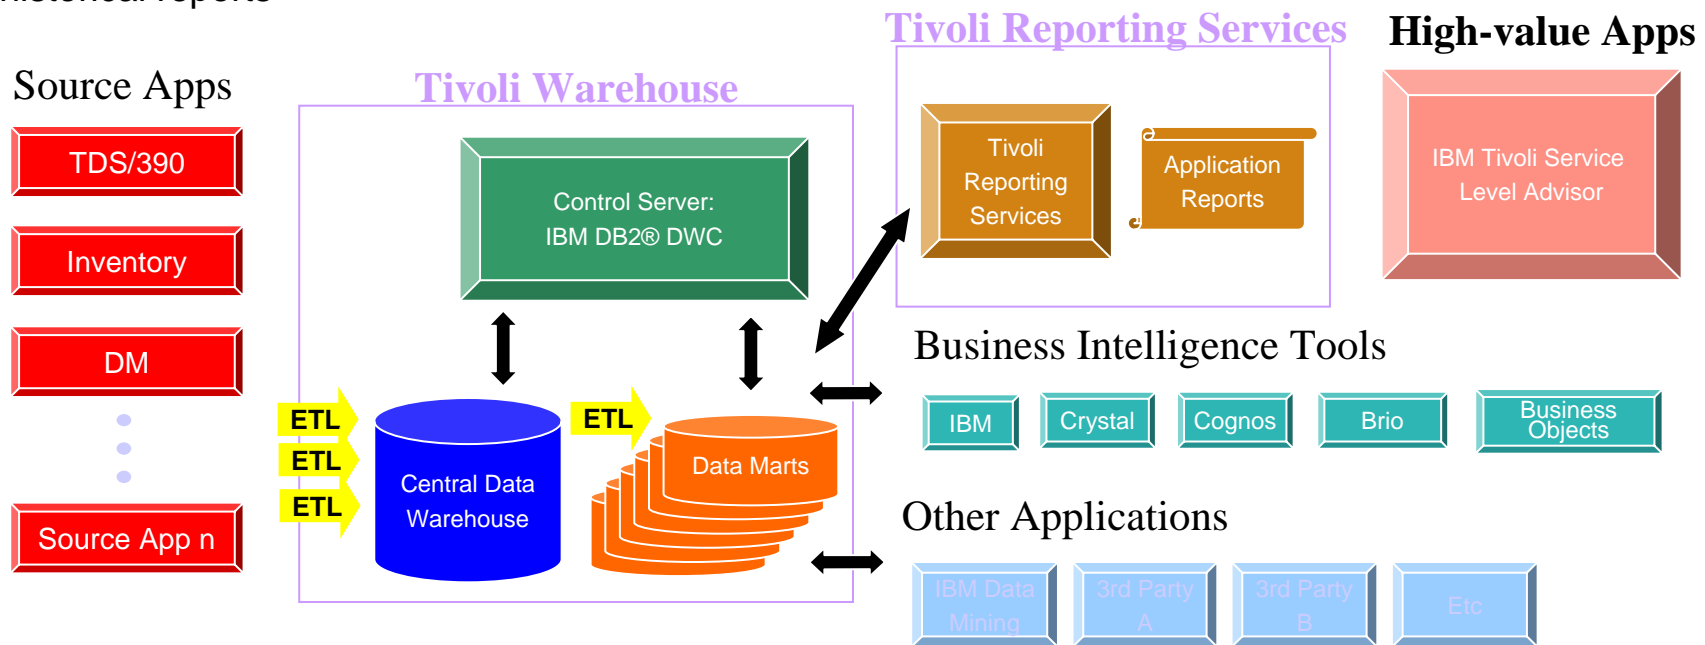 historical reports
Tivoli Reporting Services
High-value Apps
Source Apps
Tivoli Warehouse
TDS/390
Inventory
DM
Source App n
Control Server:
IBM DB2® DWC
Tivoli
Reporting
Services
Application
Reports
IBM Tivoli Service
Level Advisor
ETL
ETL
ETL
ETL
Central Data
Warehouse
Data Marts
Business Intelligence Tools
IBM
Crystal
Cognos
Brio
Business
Objects
Other Applications
IBM Data
Mining
3rd Party
A
3rd Party
B
Etc